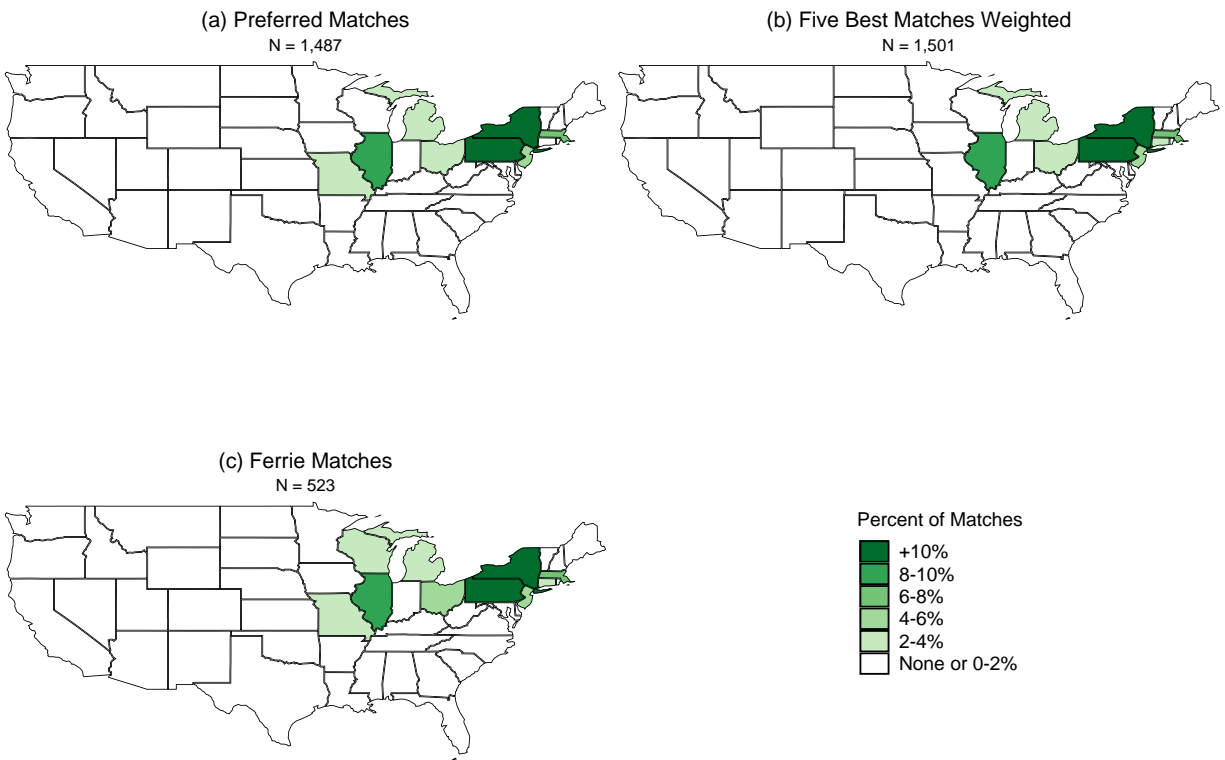 (a) Preferred Matches
N = 1,487
(b) Five Best Matches Weighted
N = 1,501
(c) Ferrie Matches
N = 523
Percent of Matches
+10%
8-10%
6-8%
4-6%
2-4%
None or 0-2%